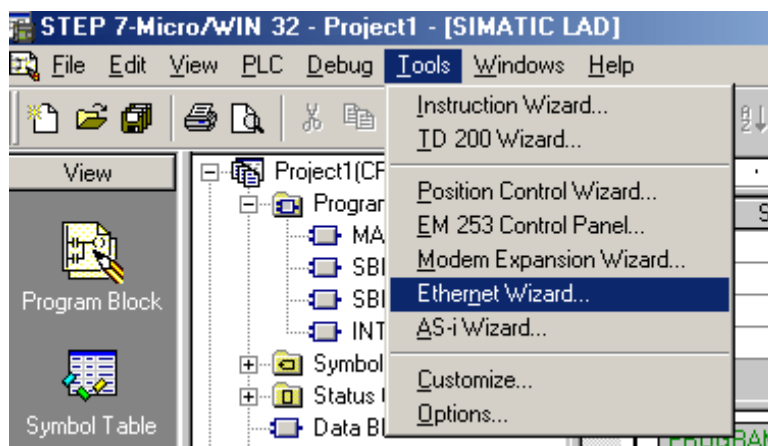 STEP 7-Micro/WIN 32 - Project1 - [SIMATIC LAD]
File Edit View PLC Debug Tools Windows Help
Instruction Wizard...
TD 200 Wizard...
Position Control Wizard...
EM 253 Control Panel...
Modem Expansion Wizard...
Ethernet Wizard...
AS-i Wizard...
Customize...
Options...
View
Program Block
Symbol Table
Project1(CP
Program
MA
SBI
SBI
INT
Symbol
Status
Data Bl